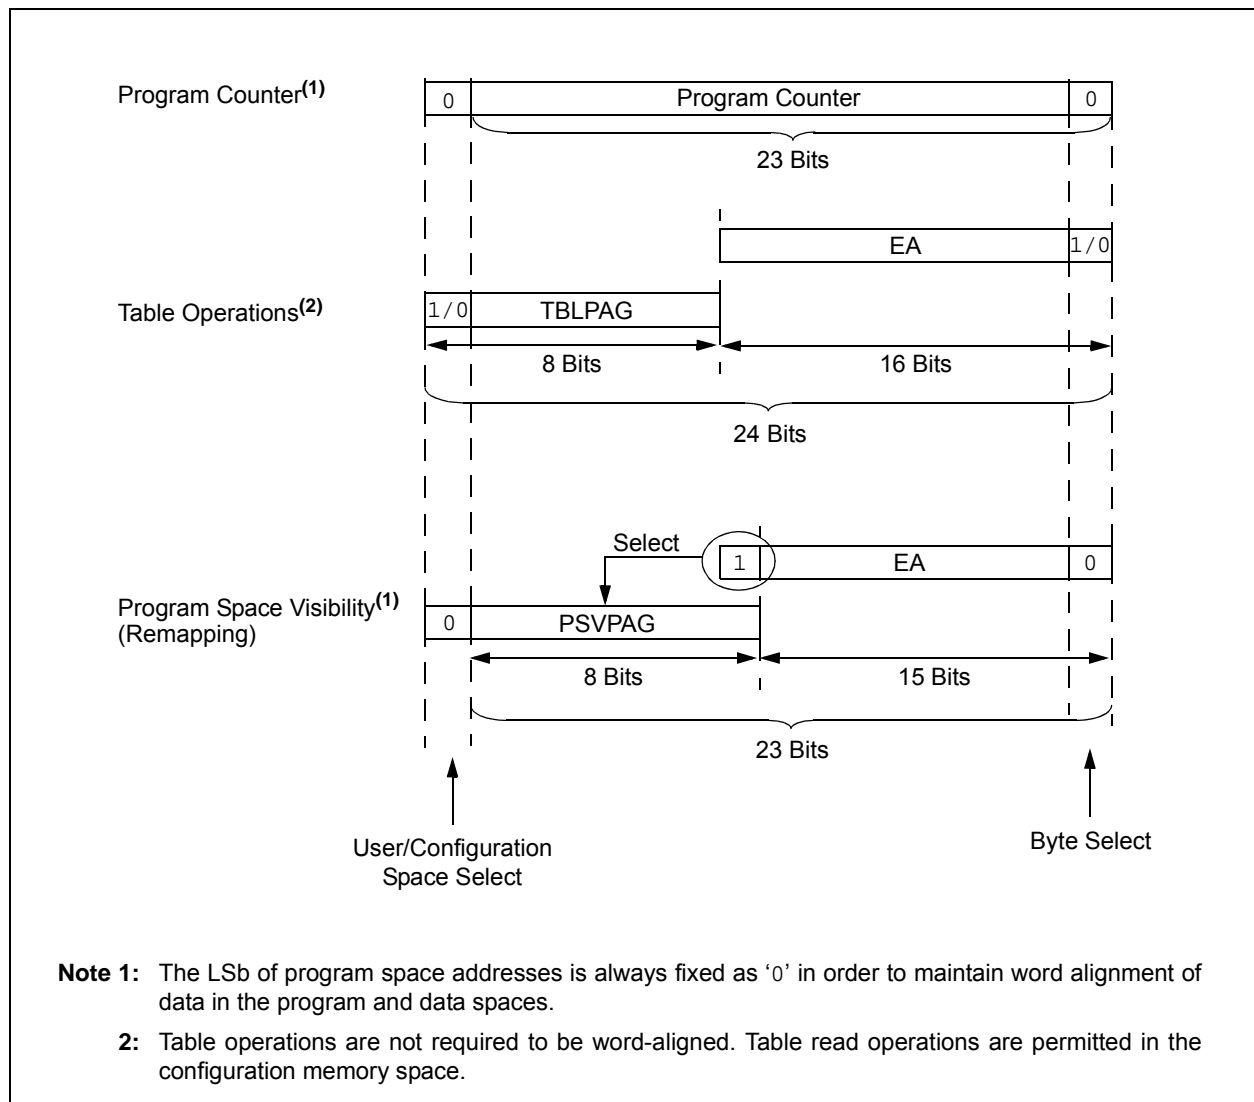 Program Counter(1)
0
Program Counter
0
23 Bits
EA
1/0
Table Operations(2)
1/0
TBLPAG
8 Bits
16 Bits
24 Bits
Select
1
EA
0
Program Space Visibility(1)
(Remapping)
0
PSVPAG
8 Bits
15 Bits
23 Bits
User/Configuration
Space Select
Byte Select
Note 1: The LSb of program space addresses is always fixed as ‘0’ in order to maintain word alignment of
data in the program and data spaces.
2: Table operations are not required to be word-aligned. Table read operations are permitted in the
configuration memory space.